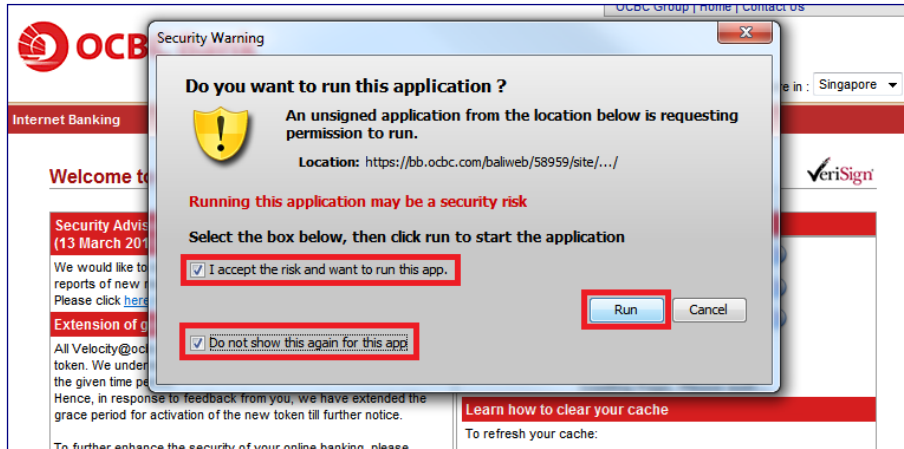 OCBC Group | Home | Contact Us
OCBC
Security Warning
Do you want to run this application ?
An unsigned application from the location below is requesting
permission to run.
Location: https://bb.ocbc.com/baliweb/58959/site/.../
Running this application may be a security risk
Select the box below, then click run to start the application
I accept the risk and want to run this app.
Run
Cancel
Do not show this again for this app
in : Singapore
Internet Banking
Welcome to
VeriSign
Security Advis
(13 March 201
We would like to
reports of new
Please click here
Extension of g
All Velocity@ocb
token. We under
the given time pe
Hence, in response to feedback from you, we have extended the
grace period for activation of the new token till further notice.
To further enhance the security of your online banking, please
Learn how to clear your cache
To refresh your cache: